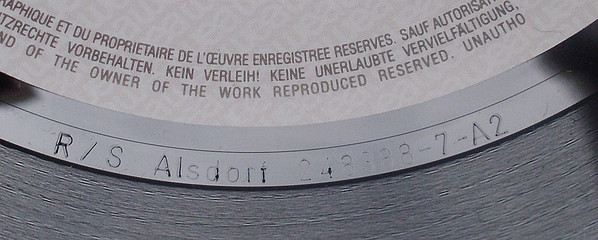 RAPHIQUE ET DU PROPRIETAIRE DE L'ŒUVRE ENREGISTREE RESERVES. SAUF AUTORISAT
TZRECHTE VORBEHALTEN. KEIN VERLEIH! KEINE UNERLAUBTE VERVIELFÄLTIGUNG,
ND OF THE OWNER OF THE WORK REPRODUCED RESERVED. UNAUTHO
R/S Alsdorf